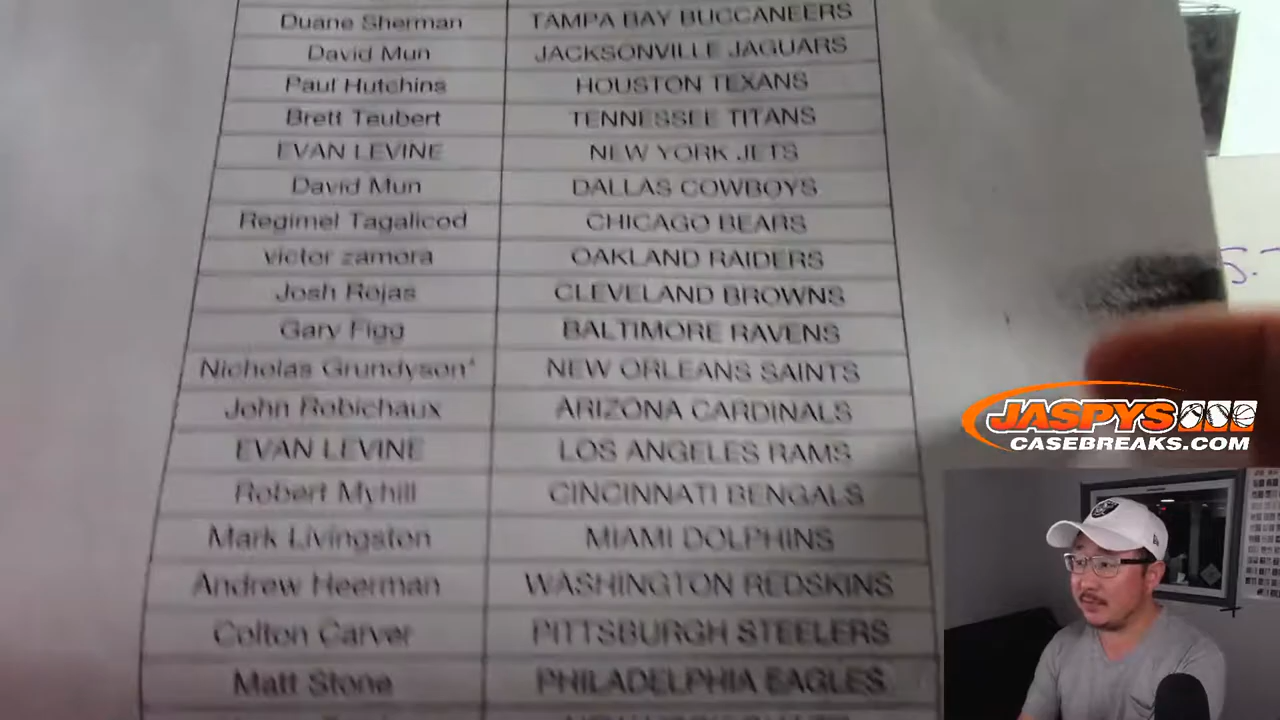 Duane Sherman TAMPA BAY BUCCANEERS
David Mun JACKSONVILLE JAGUARS
Paul Hutchins HOUSTON TEXANS
Brett Teubert TENNESSEE TITANS
EVAN LEVINE NEW YORK JETS
David Mun DALLAS COWBOYS
Regimel Tagalicod CHICAGO BEARS
victor zamora OAKLAND RAIDERS
Josh Rojas CLEVELAND BROWNS
Gary Figg BALTIMORE RAVENS
Nicholas Grundyson* NEW ORLEANS SAINTS
John Robichaux ARIZONA CARDINALS
EVAN LEVINE LOS ANGELES RAMS
Robert Myhill CINCINNATI BENGALS
Mark Livingston MIAMI DOLPHINS
Andrew Heerman WASHINGTON REDSKINS
Colton Carver PITTSBURGH STEELERS
Matt Stone PHILADELPHIA EAGLES
JASPYS
CASEBREAKS.COM